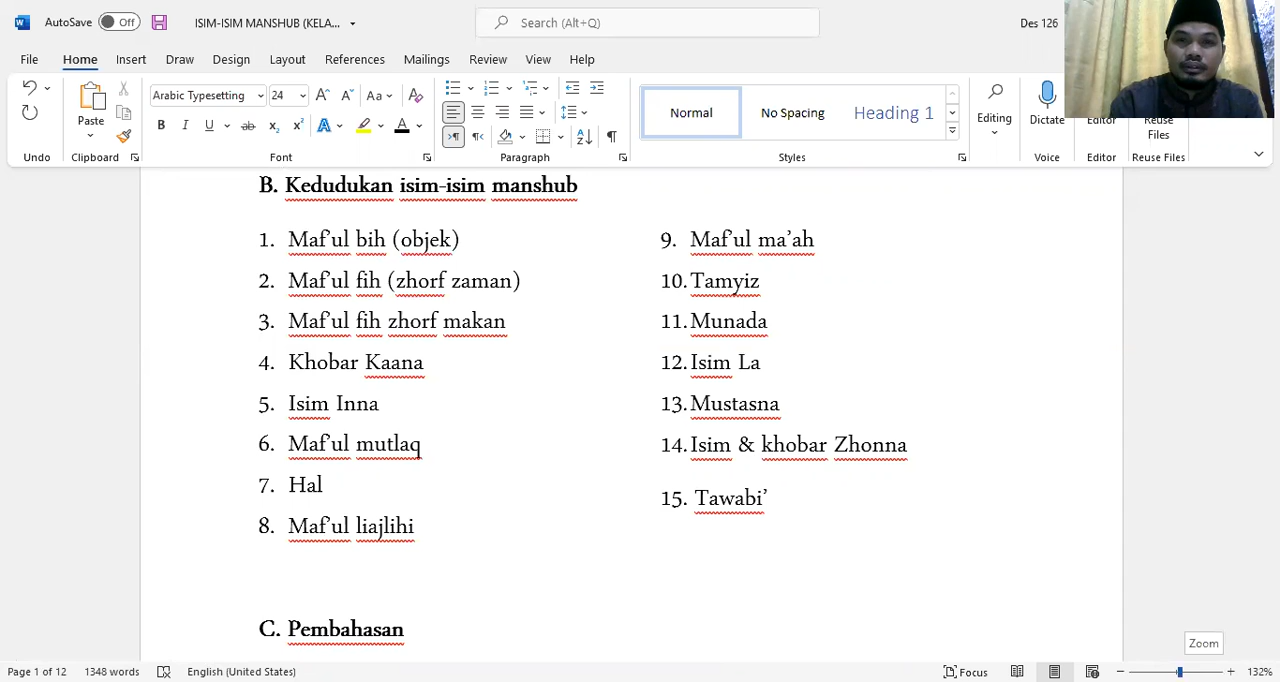 AutoSave Off ISIM-ISIM MANSHUB (KELA... Search (Alt+Q) Des 126
File Home Insert Draw Design Layout References Mailings Review View Help
Arabic Typesetting 24 Aa
Paste
B I U ab x₂ x² A A
Normal
No Spacing
Heading 1
Editing
Dictate
Editor
Reuse Files
Undo Clipboard Font Paragraph Styles Voice Editor Reuse Files
B. Kedudukan isim-isim manshub
1. Maf'ul bih (objek)
2. Maf'ul fih (zhorf zaman)
3. Maf'ul fih zhorf makan
4. Khobar Kaana
5. Isim Inna
6. Maf'ul mutlaq
7. Hal
8. Maf'ul liajlihi
9. Maf'ul ma’ah
10. Tamyiz
11. Munada
12. Isim La
13. Mustasna
14. Isim & khobar Zhonna
15. Tawabi’
C. Pembahasan
Zoom
Page 1 of 12 1348 words English (United States) Focus 132%